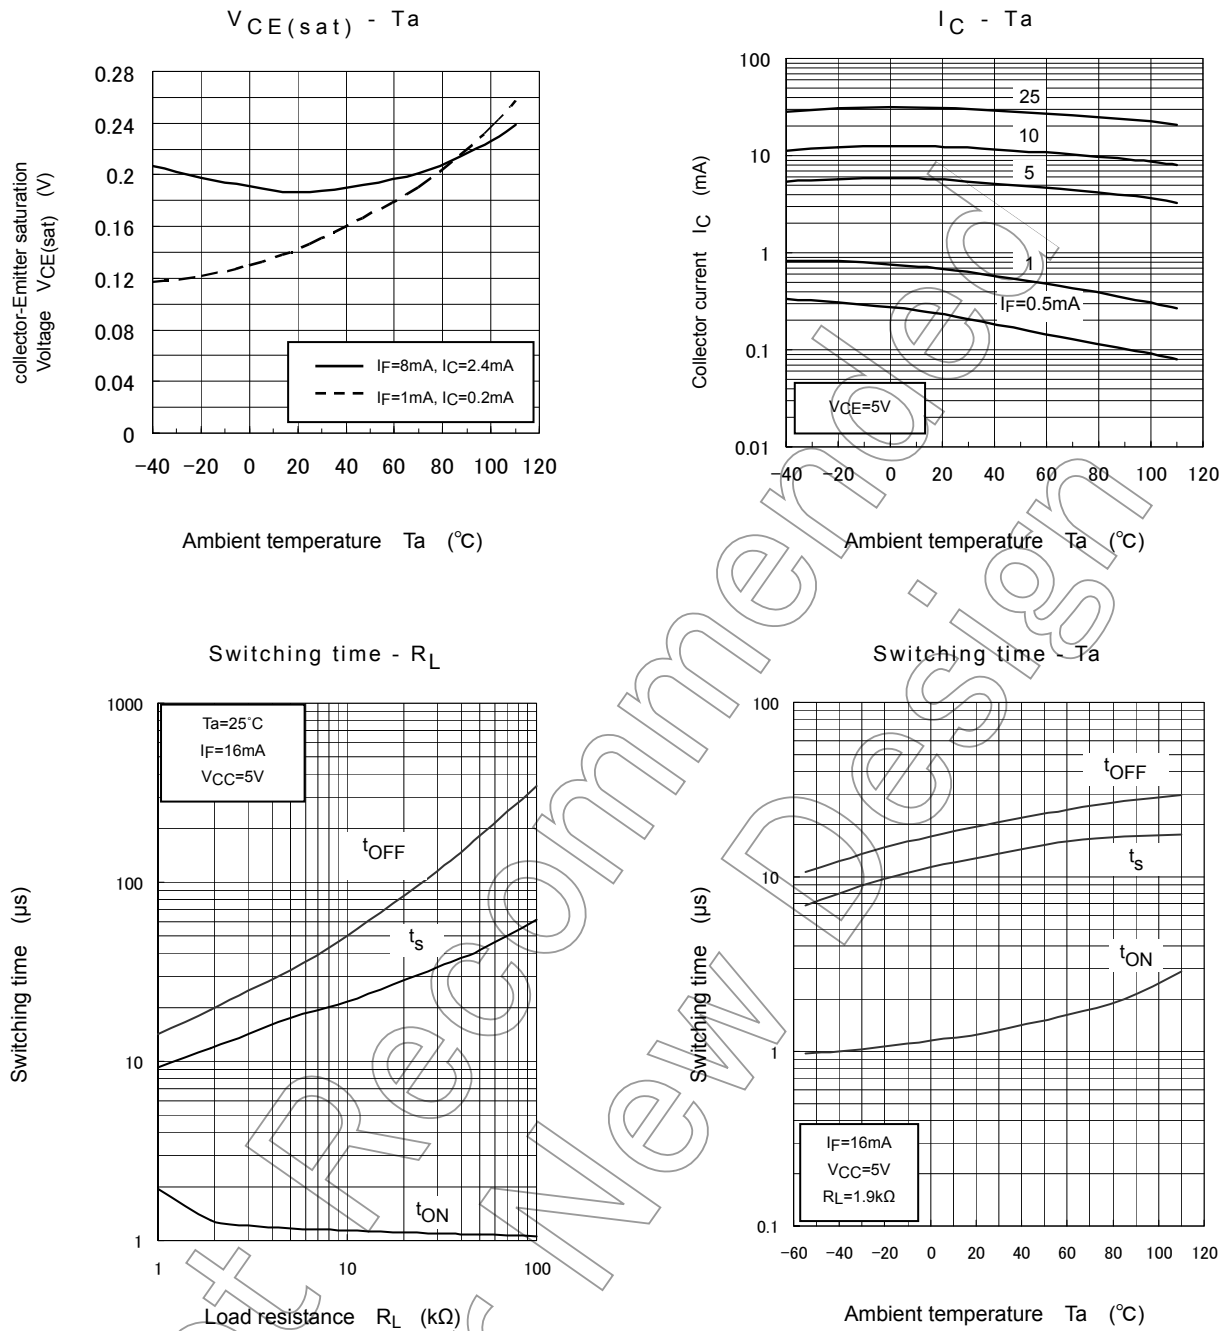 VCE(sat) - Ta
0.28
0.24
0.2
0.16
0.12
0.08
0.04
0
collector-Emitter saturation
Voltage VCE(sat) (V)
IF=8mA, IC=2.4mA
IF=1mA, IC=0.2mA
−40 −20 0 20 40 60 80 100 120
Ambient temperature Ta (℃)
IC - Ta
100
10
1
0.1
0.01
Collector current IC (mA)
25
10
5
1
IF=0.5mA
VCE=5V
−40 −20 0 20 40 60 80 100 120
Ambient temperature Ta (℃)
Switching time - RL
1000
100
10
1
Switching time (μs)
Ta=25˚C
IF=16mA
VCC=5V
tOFF
ts
tON
1 10 100
Load resistance RL (kΩ)
Switching time - Ta
100
10
1
0.1
Switching time (μs)
tOFF
ts
tON
IF=16mA
VCC=5V
RL=1.9kΩ
-60 -40 -20 0 20 40 60 80 100 120
Ambient temperature Ta (℃)
Recommended
New Design